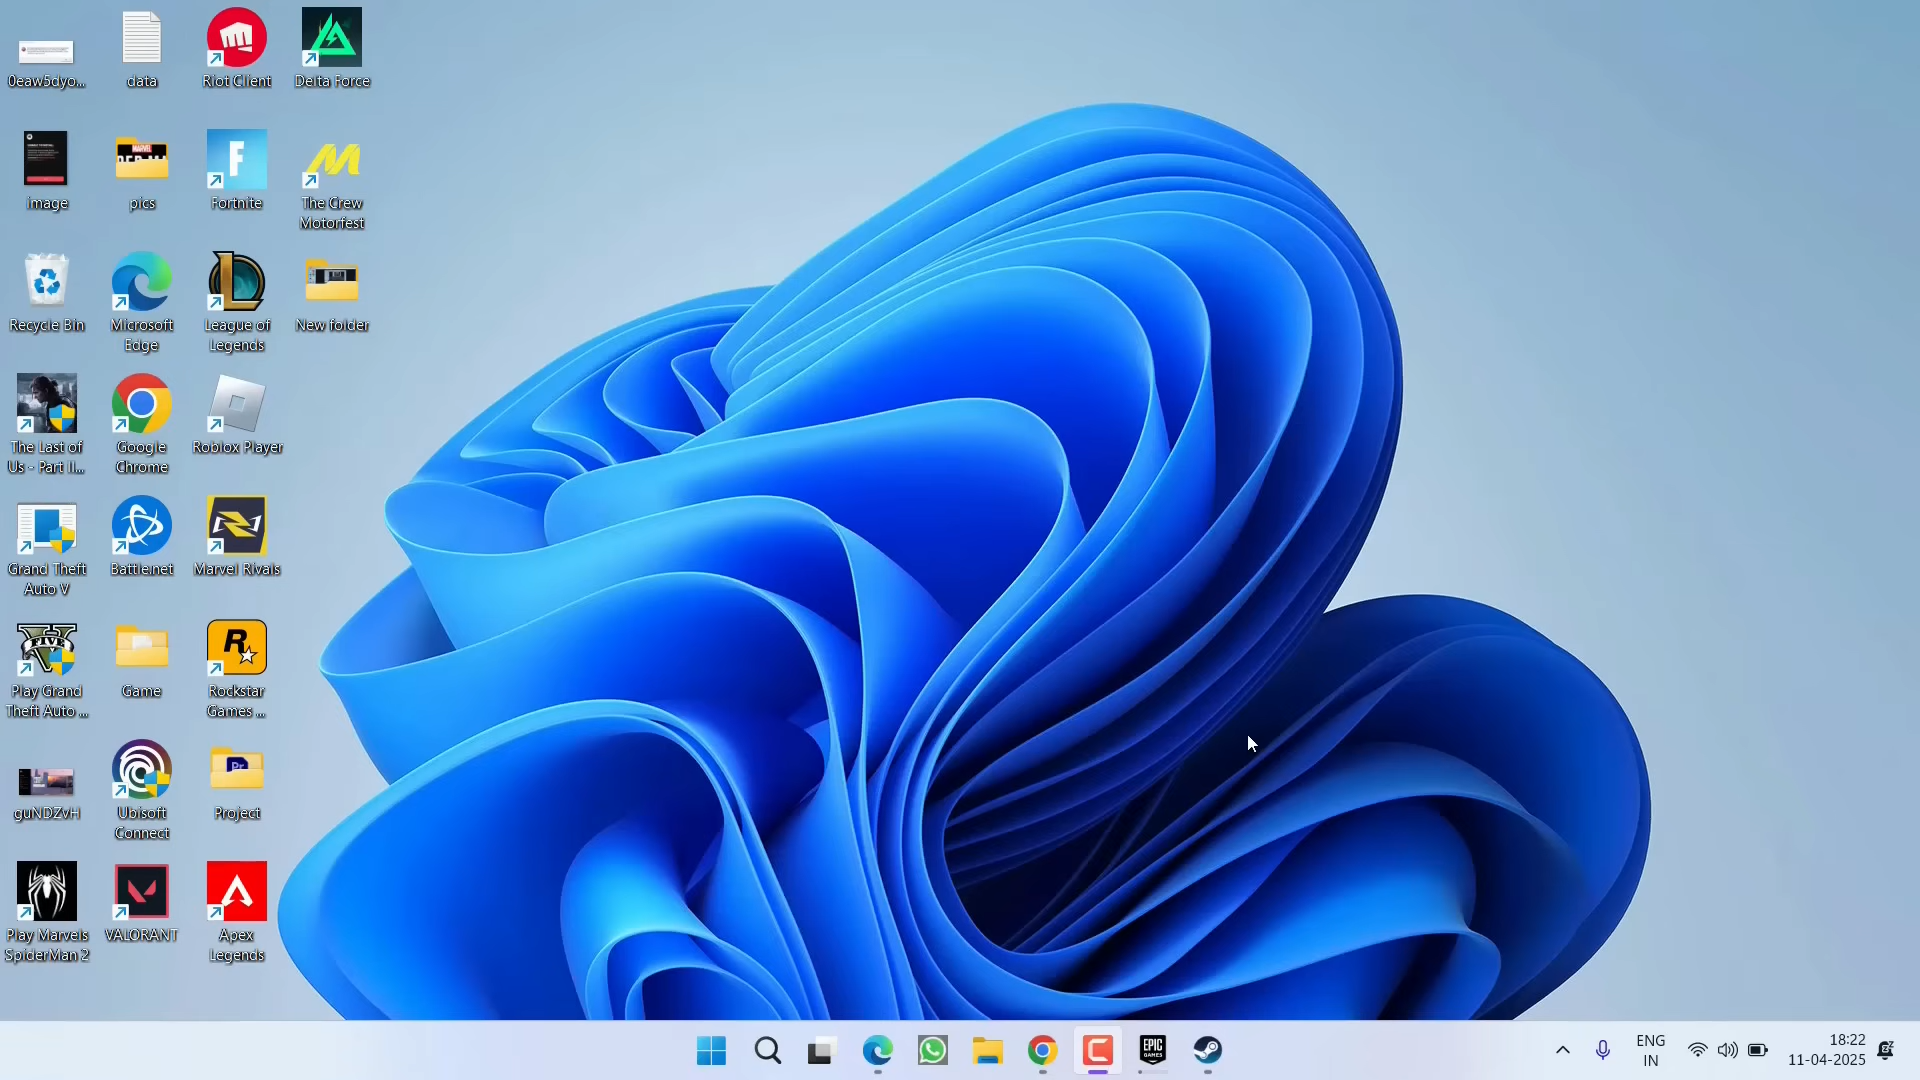 0eaw5dyo...
data
Riot Client
Delta Force
image
pics
Fortnite
The Crew
Motorfest
Recycle Bin
Microsoft
Edge
League of
Legends
New folder
The Last of
Us - Part II...
Google
Chrome
Roblox Player
Grand Theft
Auto V
Battle.net
Marvel Rivals
FIVE
Play Grand
Theft Auto ...
Game
Rockstar
Games ...
guNDZvH
Ubisoft
Connect
Pr
Project
Play Marvels
SpiderMan 2
VALORANT
Apex
Legends
EPIC
GAMES
ENG
IN
18:22
11-04-2025